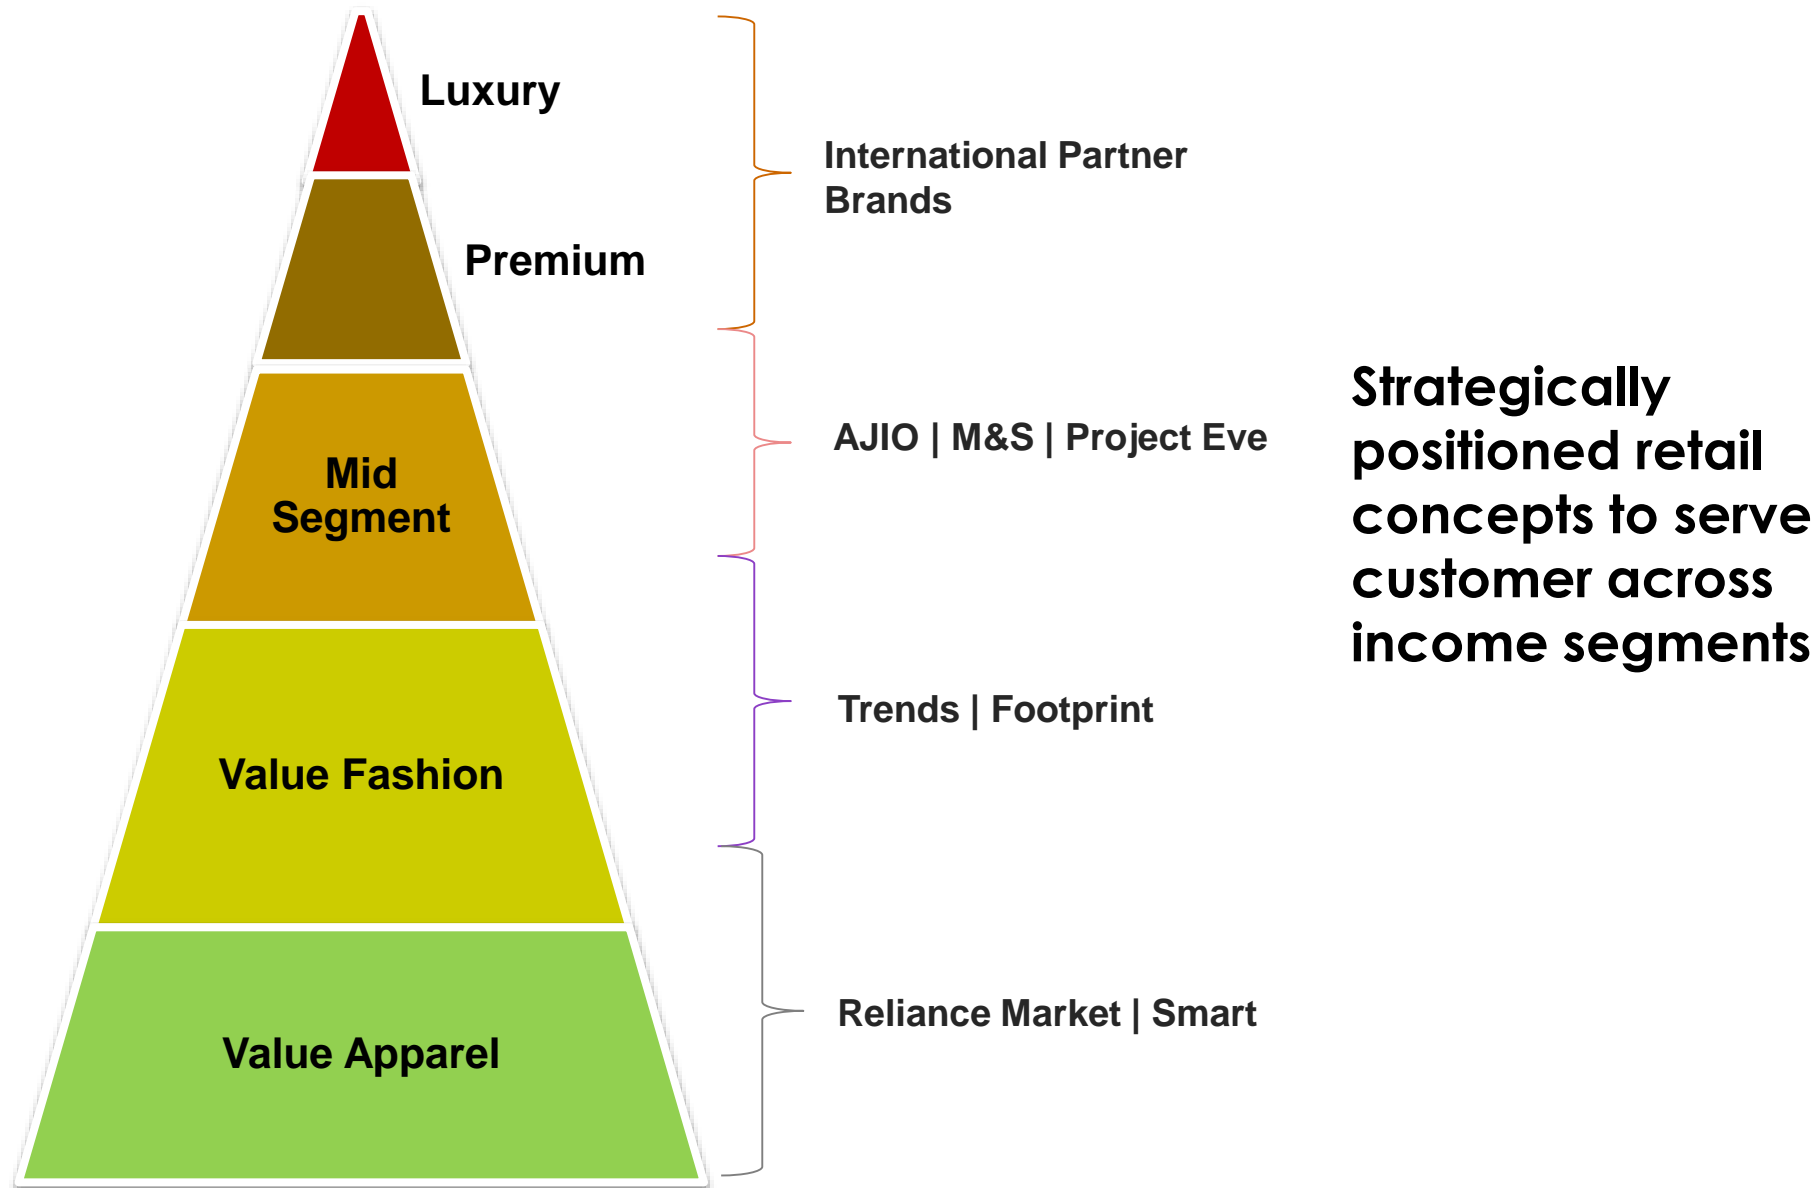 Luxury
Premium
Mid
Segment
Value Fashion
Value Apparel
International Partner
Brands
AJIO | M&S | Project Eve
Trends | Footprint
Reliance Market | Smart
Strategically
positioned retail
concepts to serve
customer across
income segments